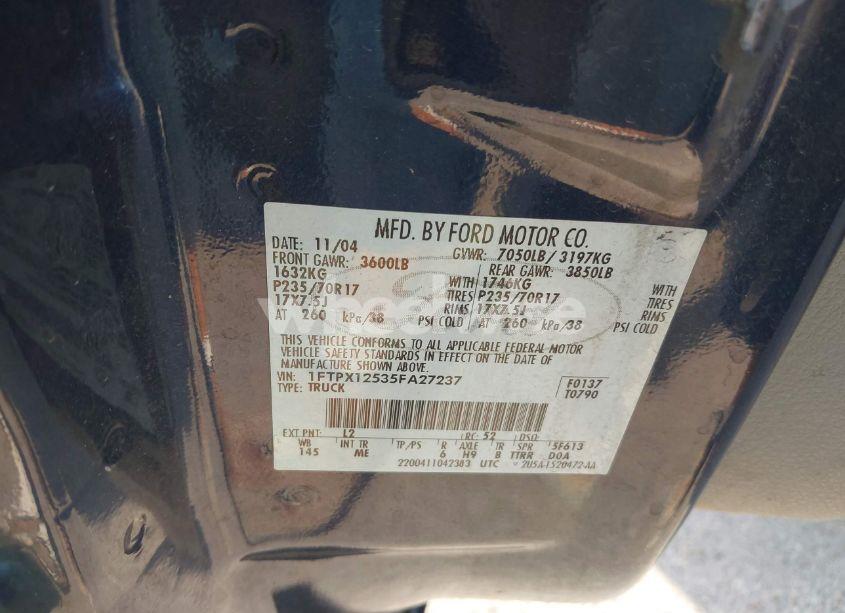 MFD. BY FORD MOTOR CO.
DATE: 11/04 GVWR: 7050LB/ 3197KG
FRONT GAWR: 3600LB REAR GAWR: 3850LB
1632KG WITH 1746KG WITH
P235/70R17 TIRES P235/70R17 TIRES
17X7.5J RIMS 17X7.5J RIMS
AT 260 kPa/38 PSI COLD AT 260 kPa/38 PSI COLD
THIS VEHICLE CONFORMS TO ALL APPLICABLE FEDERAL MOTOR
VEHICLE SAFETY STANDARDS IN EFFECT ON THE DATE OF
MANUFACTURE SHOWN ABOVE.
VIN: 1FTPX12535FA27237 F0137
TYPE: TRUCK T0790
EXT PNT: L2 RC: 52 DSO:
WB INT TR TP/PS R AXLE TR SPR 5F613
145 ME 6 H9 B TTRR DOA
2200411042383 UTC 2U5A-1520472-AA